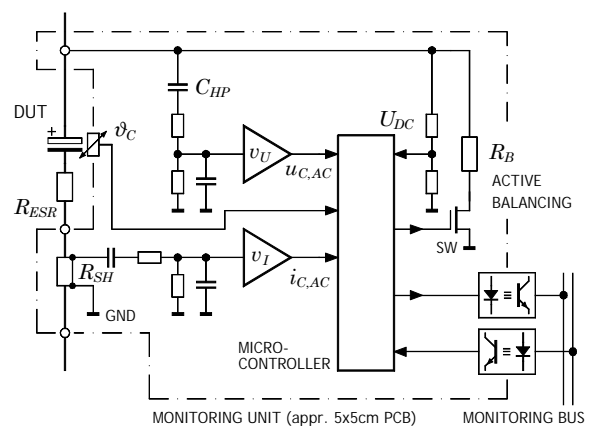 C_HP
DUT
+
ϑ_C
U_DC
v_U
u_C,AC
R_B
ACTIVE
BALANCING
R_ESR
SW
R_SH
v_I
i_C,AC
GND
MICRO-
CONTROLLER
MONITORING UNIT (appr. 5x5cm PCB)
MONITORING BUS